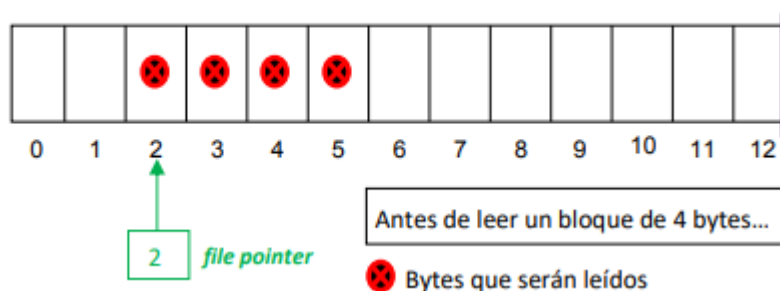 0 1 2 3 4 5 6 7 8 9 10 11 12
Antes de leer un bloque de 4 bytes...
2 file pointer
Bytes que serán leídos